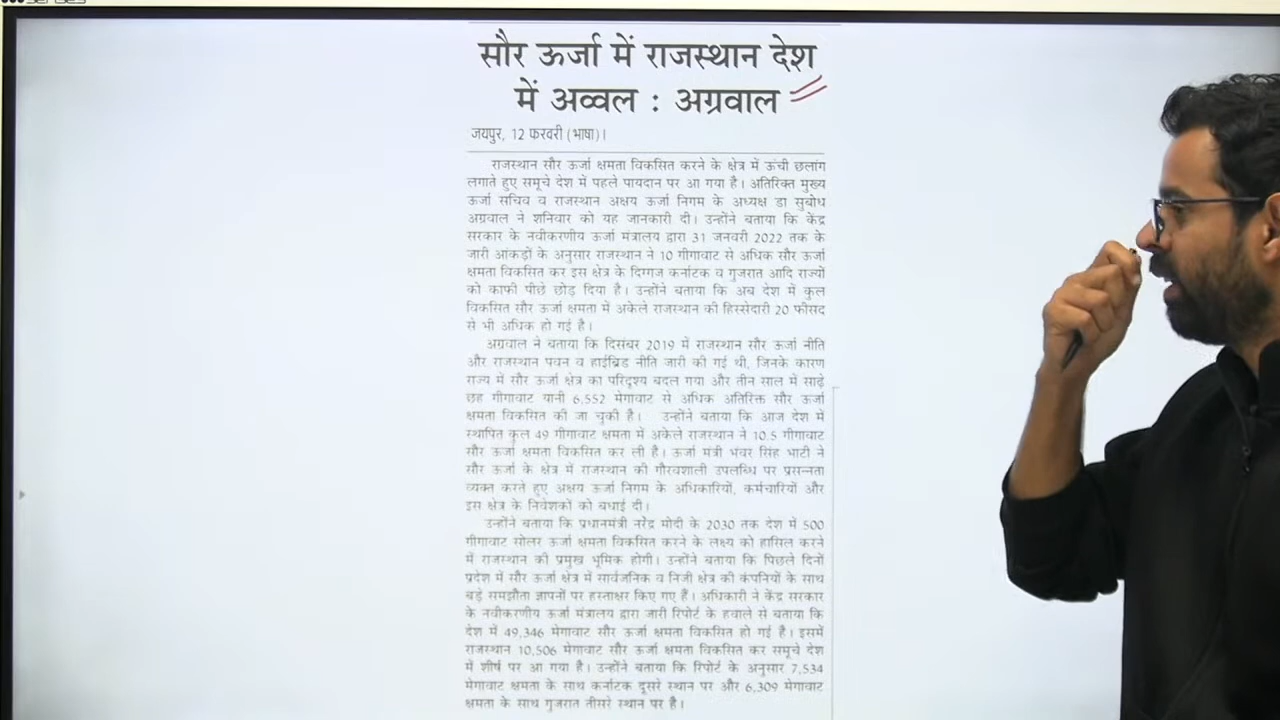 सौर ऊर्जा में राजस्थान देश
में अव्वल : अग्रवाल
जयपुर, 12 फरवरी (भाषा)।
राजस्थान सौर ऊर्जा क्षमता विकसित करने के क्षेत्र में ऊंची छलांग
लगाते हुए समूचे देश में पहले पायदान पर आ गया है। अतिरिक्त मुख्य
ऊर्जा सचिव व राजस्थान अक्षय ऊर्जा निगम के अध्यक्ष डा सुबोध
अग्रवाल ने शनिवार को यह जानकारी दी। उन्होंने बताया कि केंद्र
सरकार के नवीकरणीय ऊर्जा मंत्रालय द्वारा 31 जनवरी 2022 तक के
जारी आंकड़ों के अनुसार राजस्थान ने 10 गीगावाट से अधिक सौर ऊर्जा
क्षमता विकसित कर इस क्षेत्र के दिग्गज कर्नाटक व गुजरात आदि राज्यों
को काफी पीछे छोड़ दिया है। उन्होंने बताया कि अब देश में कुल
विकसित सौर ऊर्जा क्षमता में अकेले राजस्थान की हिस्सेदारी 20 फीसद
से भी अधिक हो गई है।
अग्रवाल ने बताया कि दिसंबर 2019 में राजस्थान सौर ऊर्जा नीति
और राजस्थान पवन व हाईब्रिड नीति जारी की गई थी, जिनके कारण
राज्य में सौर ऊर्जा क्षेत्र का परिदृश्य बदल गया और तीन साल में साढ़े
छह गीगावाट यानी 6,552 मेगावाट से अधिक अतिरिक्त सौर ऊर्जा
क्षमता विकसित की जा चुकी है। उन्होंने बताया कि आज देश में
स्थापित कुल 49 गीगावाट क्षमता में अकेले राजस्थान ने 10.5 गीगावाट
सौर ऊर्जा क्षमता विकसित कर ली है। ऊर्जा मंत्री भंवर सिंह भाटी ने
सौर ऊर्जा के क्षेत्र में राजस्थान की गौरवशाली उपलब्धि पर प्रसन्नता
व्यक्त करते हुए अक्षय ऊर्जा निगम के अधिकारियों, कर्मचारियों और
इस क्षेत्र के निवेशकों को बधाई दी।
उन्होंने बताया कि प्रधानमंत्री नरेंद्र मोदी के 2030 तक देश में 500
गीगावाट सोलर ऊर्जा क्षमता विकसित करने के लक्ष्य को हासिल करने
में राजस्थान की प्रमुख भूमिक होगी। उन्होंने बताया कि पिछले दिनों
प्रदेश में सौर ऊर्जा क्षेत्र में सार्वजनिक व निजी क्षेत्र की कंपनियों के साथ
बड़े समझौता ज्ञापनों पर हस्ताक्षर किए गए हैं। अधिकारी ने केंद्र सरकार
के नवीकरणीय ऊर्जा मंत्रालय द्वारा जारी रिपोर्ट के हवाले से बताया कि
देश में 49,346 मेगावाट सौर ऊर्जा क्षमता विकसित हो गई है। इसमें
राजस्थान 10,506 मेगावाट सौर ऊर्जा क्षमता विकसित कर समूचे देश
में शीर्ष पर आ गया है। उन्होंने बताया कि रिपोर्ट के अनुसार 7,534
मेगावाट क्षमता के साथ कर्नाटक दूसरे स्थान पर और 6,309 मेगावाट
क्षमता के साथ गुजरात तीसरे स्थान पर है।